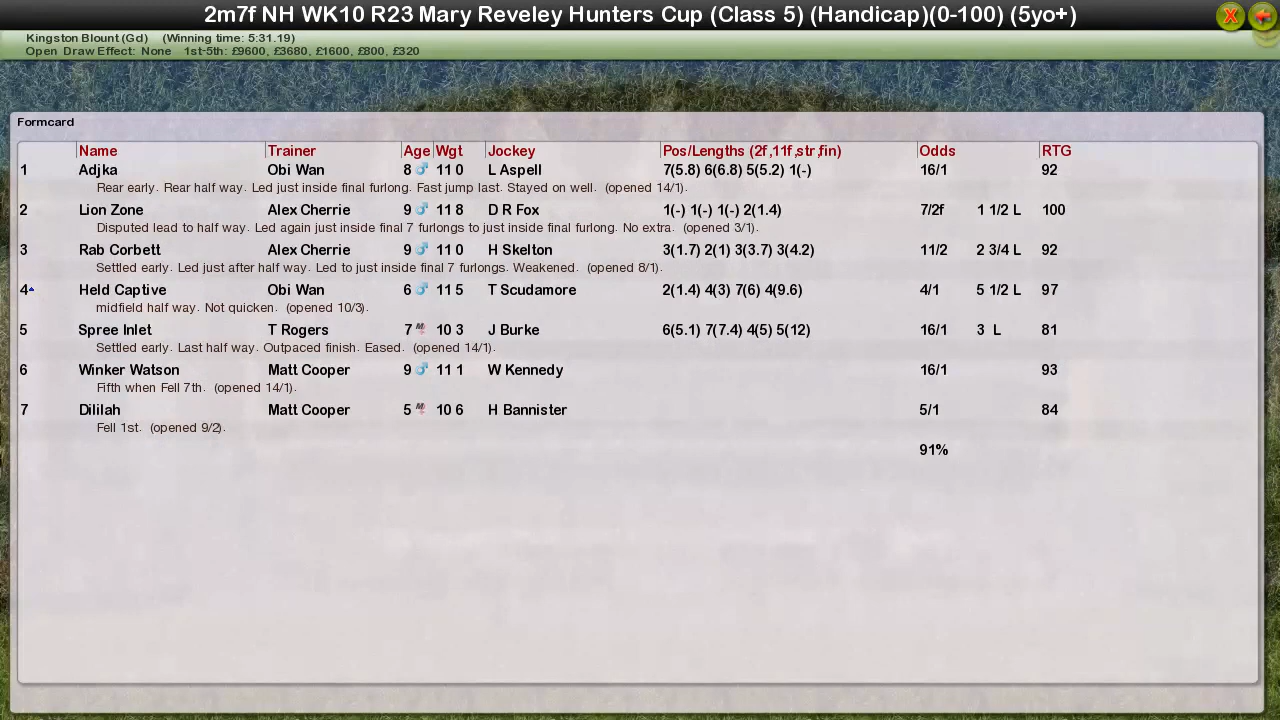 2m7f NH WK10 R23 Mary Reveley Hunters Cup (Class 5) (Handicap)(0-100) (5yo+)
Kingston Blount (Gd) (Winning time: 5:31.19)
Open Draw Effect: None 1st-5th: £9600, £3680, £1600, £800, £320
Formcard
Name Trainer Age Wgt Jockey Pos/Lengths (2f,11f,str,fin) Odds RTG
1 Adjka Obi Wan 8 11 0 L Aspell 7(5.8) 6(6.8) 5(5.2) 1(-) 16/1 92
Rear early. Rear half way. Led just inside final furlong. Fast jump last. Stayed on well. (opened 14/1).
2 Lion Zone Alex Cherrie 9 11 8 D R Fox 1(-) 1(-) 1(-) 2(1.4) 7/2f 1 1/2 L 100
Disputed lead to half way. Led again just inside final 7 furlongs to just inside final furlong. No extra. (opened 3/1).
3 Rab Corbett Alex Cherrie 9 11 0 H Skelton 3(1.7) 2(1) 3(3.7) 3(4.2) 11/2 2 3/4 L 92
Settled early. Led just after half way. Led to just inside final 7 furlongs. Weakened. (opened 8/1).
4 Held Captive Obi Wan 6 11 5 T Scudamore 2(1.4) 4(3) 7(6) 4(9.6) 4/1 5 1/2 L 97
midfield half way. Not quicken. (opened 10/3).
5 Spree Inlet T Rogers 7 10 3 J Burke 6(5.1) 7(7.4) 4(5) 5(12) 16/1 3 L 81
Settled early. Last half way. Outpaced finish. Eased. (opened 14/1).
6 Winker Watson Matt Cooper 9 11 1 W Kennedy 16/1 93
Fifth when Fell 7th. (opened 14/1).
7 Dililah Matt Cooper 5 10 6 H Bannister 5/1 84
Fell 1st. (opened 9/2).
91%